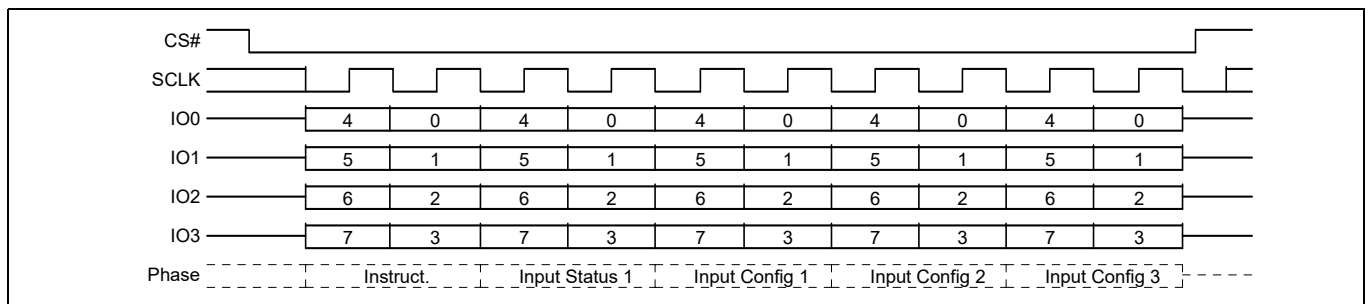 CS#
SCLK
IO0 4 0 4 0 4 0 4 0 4 0
IO1 5 1 5 1 5 1 5 1 5 1
IO2 6 2 6 2 6 2 6 2 6 2
IO3 7 3 7 3 7 3 7 3 7 3
Phase Instruct. Input Status 1 Input Config 1 Input Config 2 Input Config 3